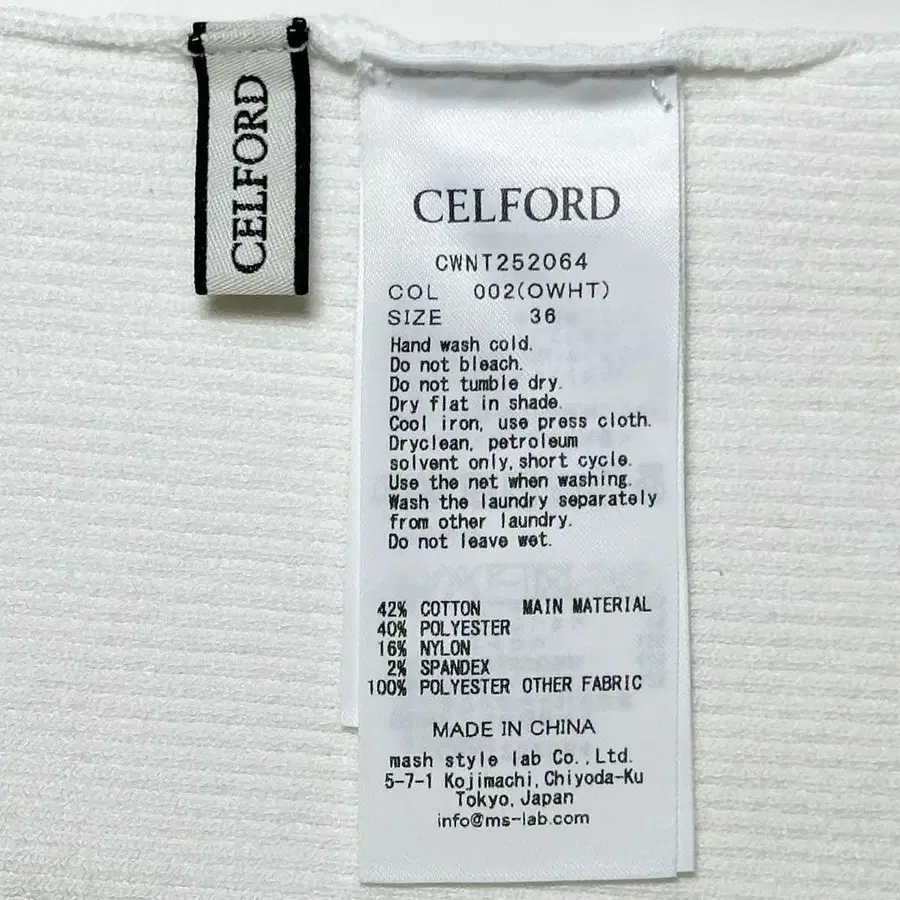 CELFORD
CELFORD
CWNT252064
COL 002(OWHT)
SIZE 36
Hand wash cold.
Do not bleach.
Do not tumble dry.
Dry flat in shade.
Cool iron, use press cloth.
Dryclean, petroleum
solvent only, short cycle.
Use the net when washing.
Wash the laundry separately
from other laundry.
Do not leave wet.
42% COTTON MAIN MATERIAL
40% POLYESTER
16% NYLON
2% SPANDEX
100% POLYESTER OTHER FABRIC
MADE IN CHINA
mash style lab Co., Ltd.
5-7-1 Kojimachi, Chiyoda-Ku
Tokyo, Japan
info@ms-lab.com